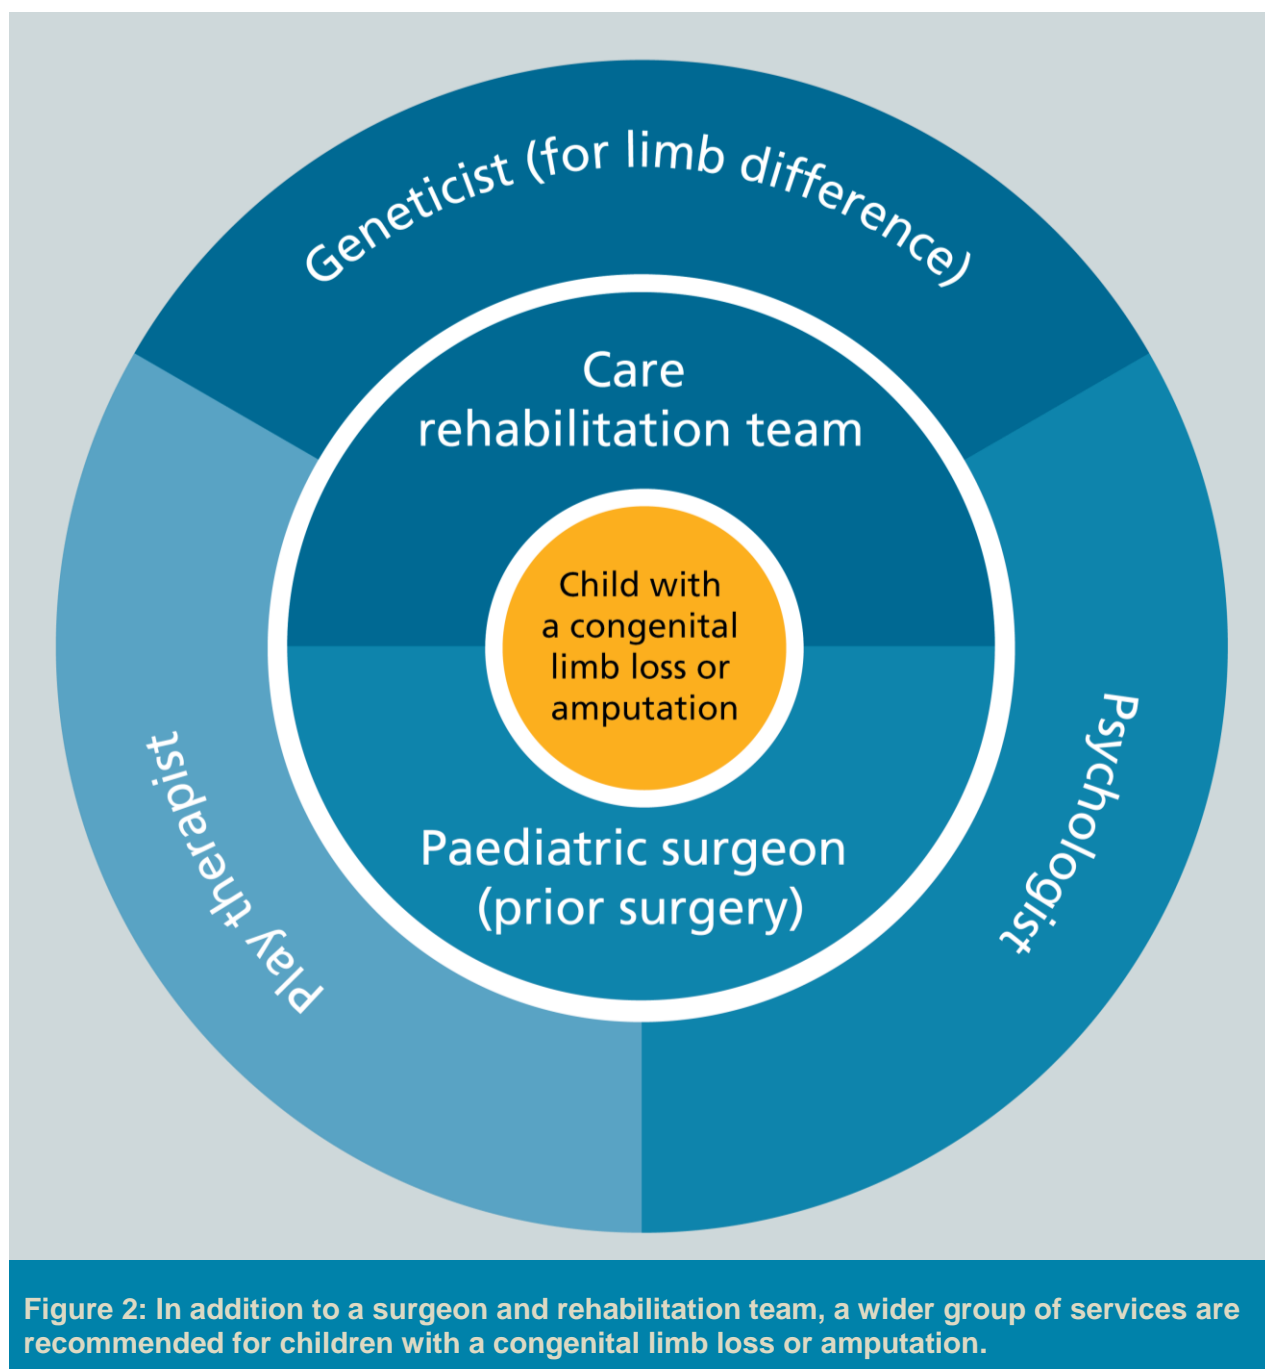 Geneticist (for limb difference)
Care
rehabilitation team
Child with
a congenital
limb loss or
amputation
Paediatric surgeon
(prior surgery)
Play therapist
Psychologist
Figure 2: In addition to a surgeon and rehabilitation team, a wider group of services are
recommended for children with a congenital limb loss or amputation.